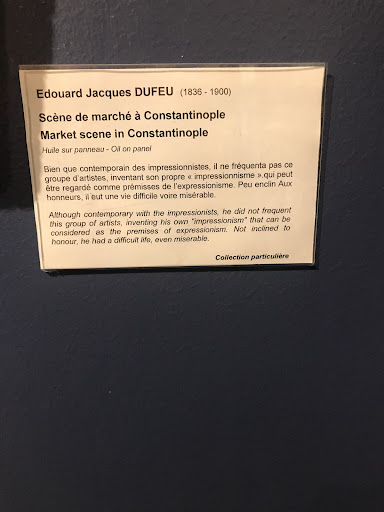 Edouard Jacques DUFEU (1836 - 1900)
Scène de marché à Constantinople
Market scene in Constantinople
Huile sur panneau - Oil on panel
Bien que contemporain des impressionnistes, il ne fréquenta pas ce
groupe d'artistes, inventant son propre « impressionnisme ».qui peut
être regardé comme prémisses de l'expressionisme. Peu enclin Aux
honneurs, il eut une vie difficile voire misérable.
Although contemporary with the impressionists, he did not frequent
this group of artists, inventing his own "impressionism" that can be
considered as the premises of expressionism. Not inclined to
honour, he had a difficult life, even miserable.
Collection particulière